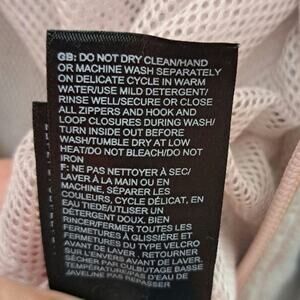 GB: DO NOT DRY CLEAN/HAND
OR MACHINE WASH SEPARATELY
ON DELICATE CYCLE IN WARM
WATER/USE MILD DETERGENT/
RINSE WELL/SECURE OR CLOSE
ALL ZIPPERS AND HOOK AND
LOOP CLOSURES DURING WASH/
TURN INSIDE OUT BEFORE
WASH/TUMBLE DRY AT LOW
HEAT/DO NOT BLEACH/DO NOT
IRON
F: NE PAS NETTOYER À SEC/
LAVER À LA MAIN OU EN
MACHINE, SÉPARER LES
COULEURS, CYCLE DÉLICAT, EN
EAU TIÈDE/UTILISER UN
DÉTERGENT DOUX, BIEN
RINCER/FERMER TOUTES LES
FERMETURES À GLISSIÈRE ET
FERMETURES DU TYPE VELCRO
AVANT DE LAVER , RETOURNER
SUR L'ENVERS AVANT DE LAVER.
SÉCHER PAR CULBUTAGE BASSE
TEMPÉRATURE/PAS D'EAU DE
JAVEL/NE PAS REPASSER